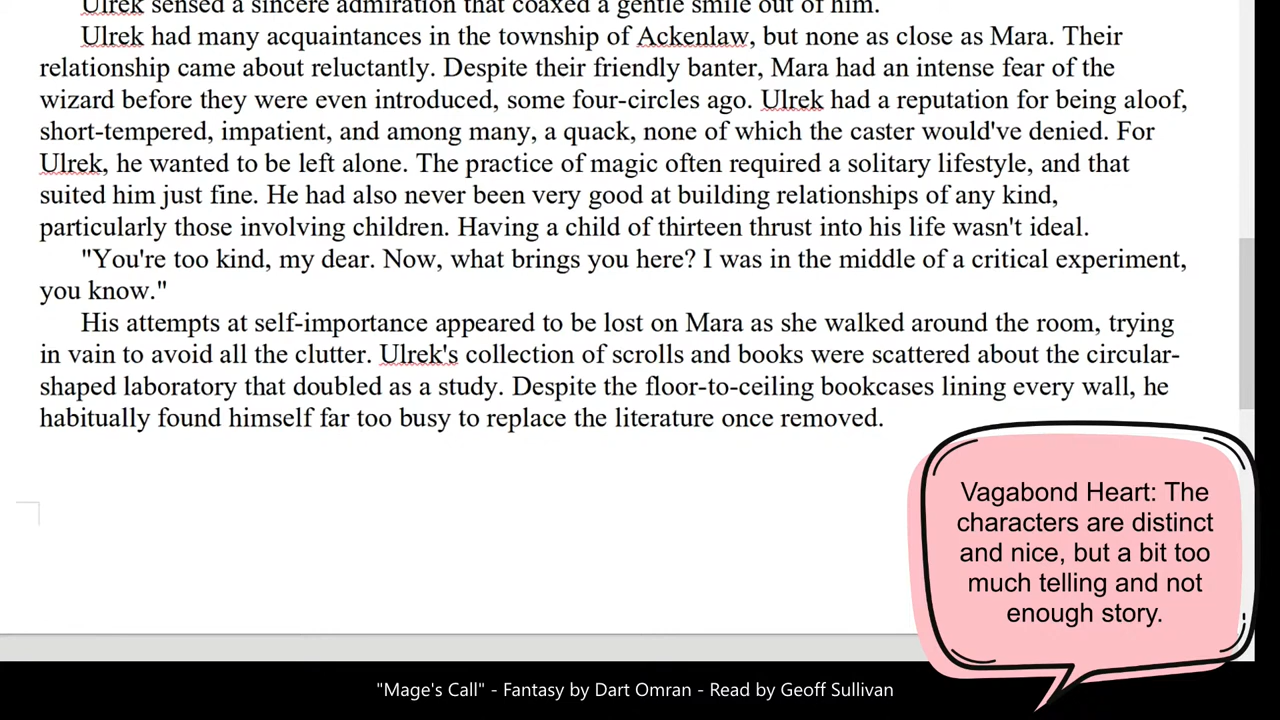 Ulrek sensed a sincere admiration that coaxed a gentle smile out of him.
Ulrek had many acquaintances in the township of Ackenlaw, but none as close as Mara. Their
relationship came about reluctantly. Despite their friendly banter, Mara had an intense fear of the
wizard before they were even introduced, some four-circles ago. Ulrek had a reputation for being aloof,
short-tempered, impatient, and among many, a quack, none of which the caster would've denied. For
Ulrek, he wanted to be left alone. The practice of magic often required a solitary lifestyle, and that
suited him just fine. He had also never been very good at building relationships of any kind,
particularly those involving children. Having a child of thirteen thrust into his life wasn't ideal.
"You're too kind, my dear. Now, what brings you here? I was in the middle of a critical experiment,
you know."
His attempts at self-importance appeared to be lost on Mara as she walked around the room, trying
in vain to avoid all the clutter. Ulrek's collection of scrolls and books were scattered about the circular-
shaped laboratory that doubled as a study. Despite the floor-to-ceiling bookcases lining every wall, he
habitually found himself far too busy to replace the literature once removed.
Vagabond Heart: The
characters are distinct
and nice, but a bit too
much telling and not
enough story.
"Mage's Call" - Fantasy by Dart Omran - Read by Geoff Sullivan